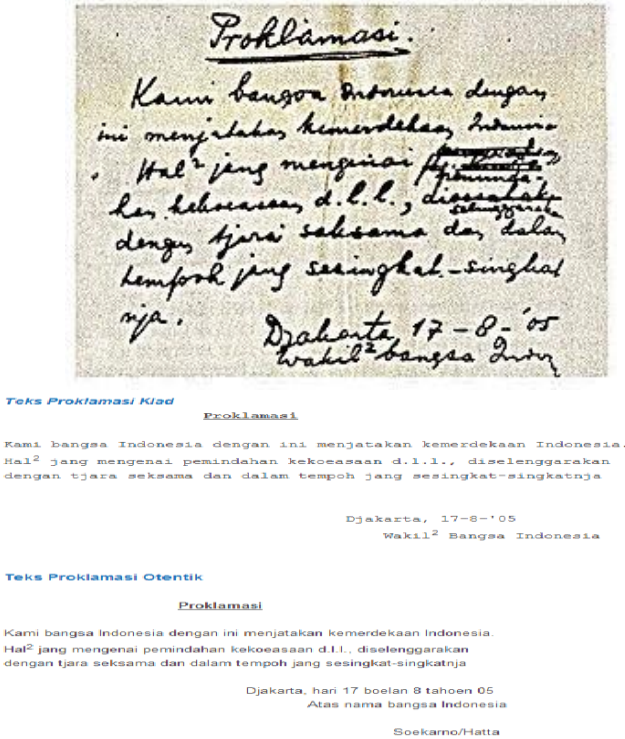 Proklamasi.
Kami bangsa Indonesia dengan
ini menjatakan kemerdekaan Indonesia
. Hal² jang mengenai
peminda-
han kekoeasaan d.l.l.,
diselenggarakan
dengan tjara saksama dan dalam
tempoh jang sesingkat-singkat
nja.
Djakarta 17-8-'05
Wakil² bangsa Indon
Teks Proklamasi Klad
Proklamasi
Kami bangsa Indonesia dengan ini menjatakan kemerdekaan Indonesia.
Hal² jang mengenai pemindahan kekoeasaan d.l.l., diselenggarakan
dengan tjara seksama dan dalam tempoh jang sesingkat-singkatnja
Djakarta, 17-8-'05
Wakil² Bangsa Indonesia
Teks Proklamasi Otentik
Proklamasi
Kami bangsa Indonesia dengan ini menjatakan kemerdekaan Indonesia.
Hal² jang mengenai pemindahan kekoeasaan d.l.l., diselenggarakan
dengan tjara seksama dan dalam tempoh jang sesingkat-singkatnja
Djakarta, hari 17 boelan 8 tahoen 05
Atas nama bangsa Indonesia
Soekarno/Hatta